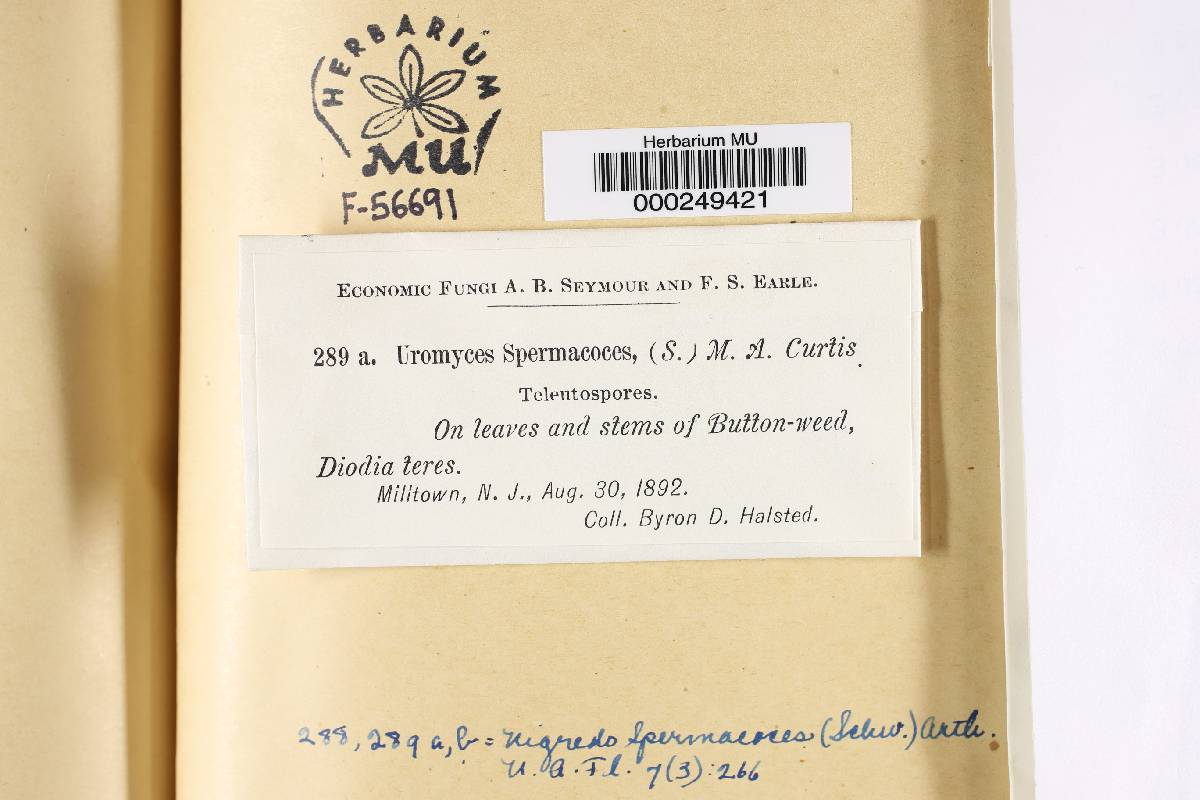 HERBARIUM
MU
F-56691
Herbarium MU
000249421
ECONOMIC FUNGI A. B. SEYMOUR AND F. S. EARLE.
289 a. Uromyces Spermacoces, (S.) M. A. Curtis.
Teleutospores.
On leaves and stems of Button-weed,
Diodia teres.
Milltown, N. J., Aug. 30, 1892.
Coll. Byron D. Halsted.
288, 289 a, b = Nigredo Spermacoces (Schw.) Arth.
N. A. Fl. 7(3):266